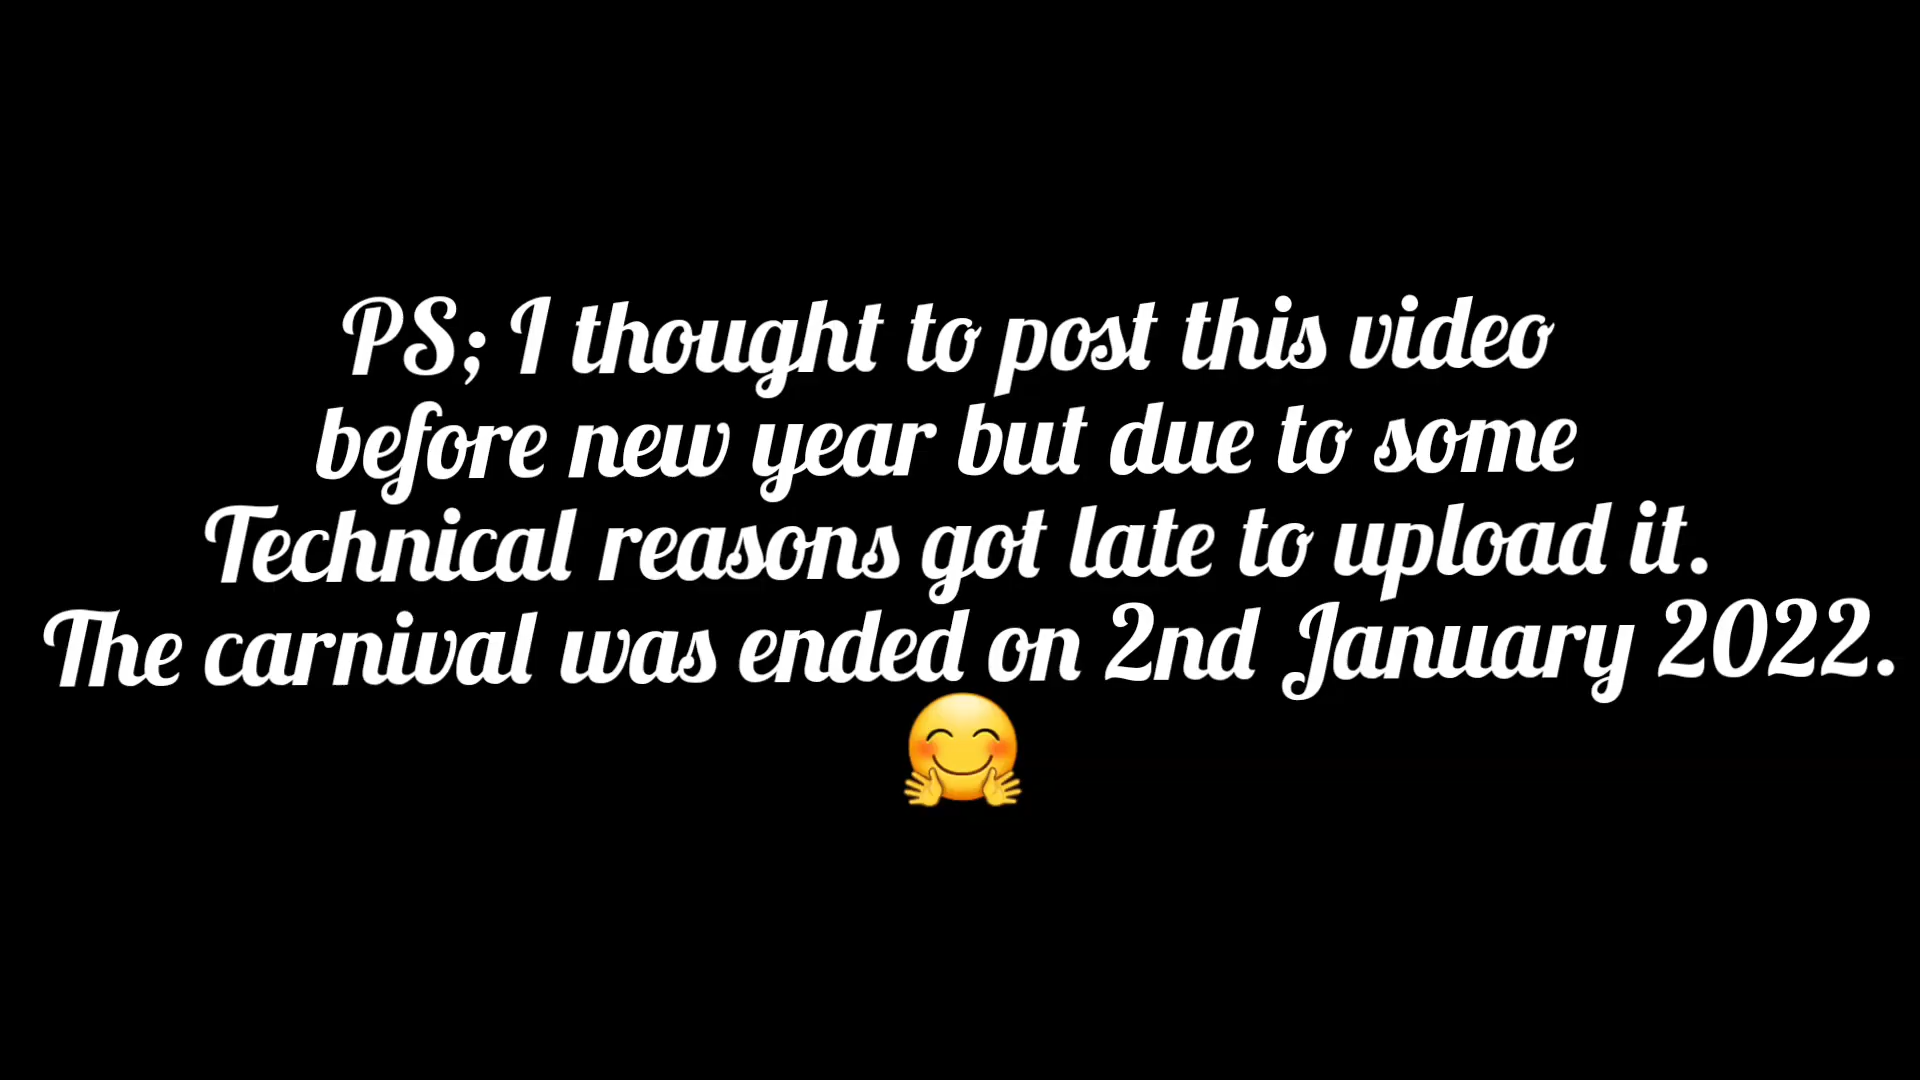 PS; I thought to post this video
before new year but due to some
Technical reasons got late to upload it.
The carnival was ended on 2nd January 2022.
🤗